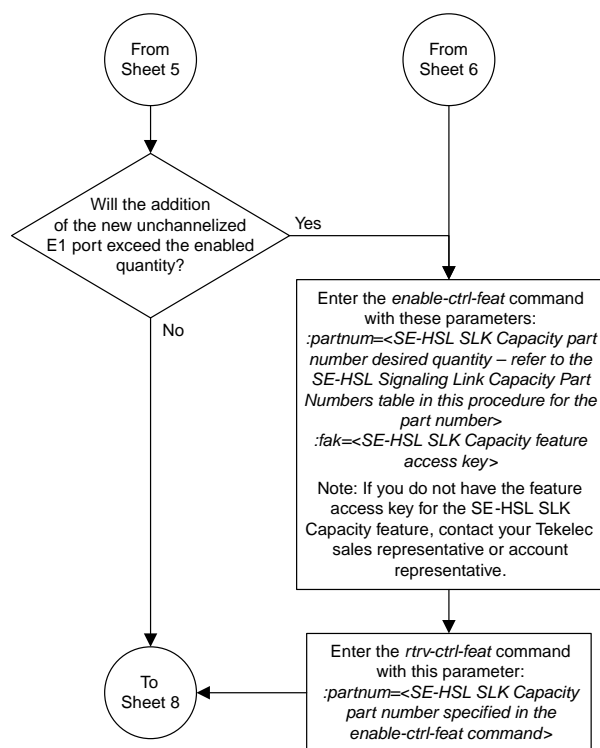 From
Sheet 5
From
Sheet 6
Will the addition
of the new unchannelized
E1 port exceed the enabled
quantity?
Yes
No
Enter the enable-ctrl-feat command
with these parameters:
:partnum=<SE-HSL SLK Capacity part
number desired quantity – refer to the
SE-HSL Signaling Link Capacity Part
Numbers table in this procedure for the
part number>
:fak=<SE-HSL SLK Capacity feature
access key>
Note: If you do not have the feature
access key for the SE-HSL SLK
Capacity feature, contact your Tekelec
sales representative or account
representative.
Enter the rtrv-ctrl-feat command
with this parameter:
:partnum=<SE-HSL SLK Capacity
part number specified in the
enable-ctrl-feat command>
To
Sheet 8